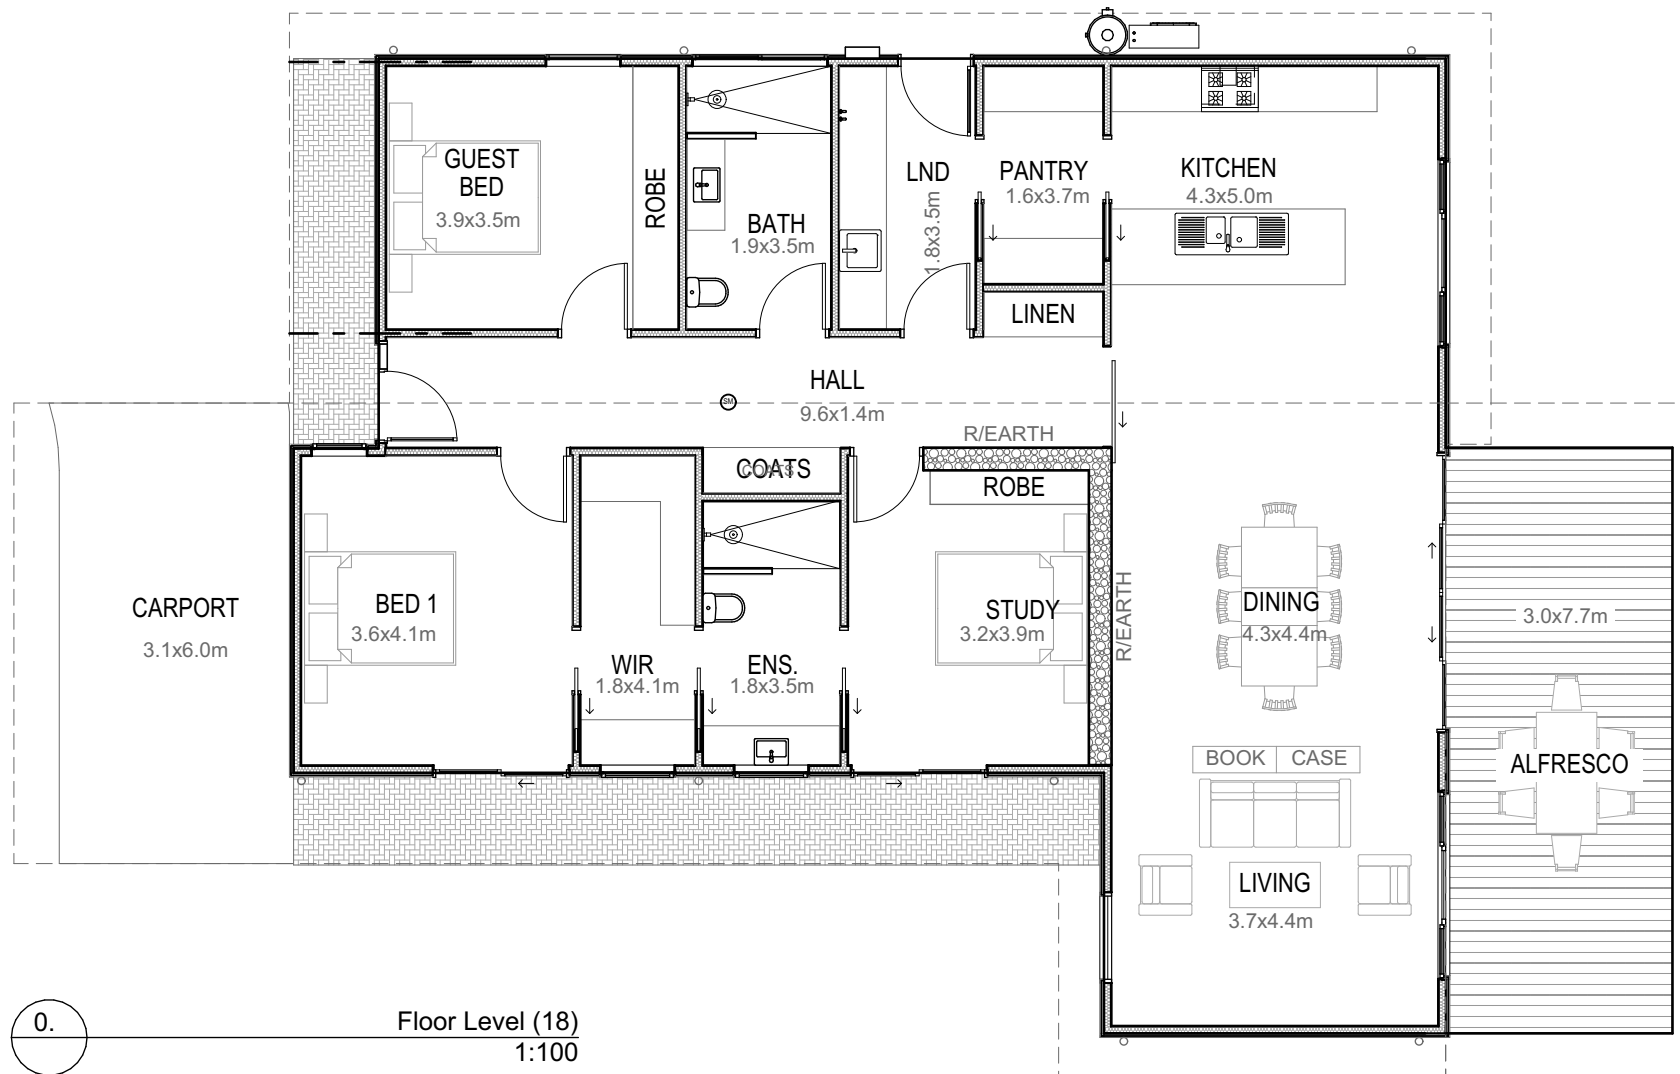 GUEST
BED
3.9x3.5m
ROBE
BATH
1.9x3.5m
LND
1.8x3.5m
PANTRY
1.6x3.7m
KITCHEN
4.3x5.0m
LINEN
HALL
9.6x1.4m
SM
R/EARTH
COATS
COATS
ROBE
CARPORT
3.1x6.0m
BED 1
3.6x4.1m
WIR
1.8x4.1m
ENS.
1.8x3.5m
STUDY
3.2x3.9m
R/EARTH
DINING
4.3x4.4m
3.0x7.7m
BOOK CASE
ALFRESCO
LIVING
3.7x4.4m
0.
Floor Level (18)
1:100